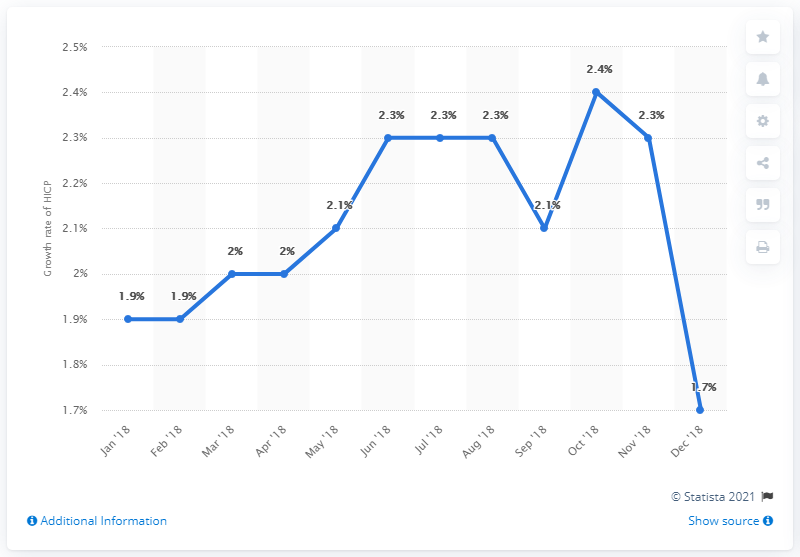 2.5%
2.4%
2.3%
2.2%
2.1%
2%
1.9%
1.8%
1.7%
Growth rate of HICP
1.9%
1.9%
2%
2%
2.1%
2.3%
2.3%
2.3%
2.1%
2.4%
2.3%
1.7%
Jan '18
Feb '18
Mar '18
Apr '18
May '18
Jun '18
Jul '18
Aug '18
Sep '18
Oct '18
Nov '18
Dec '18
© Statista 2021
Additional Information
Show source